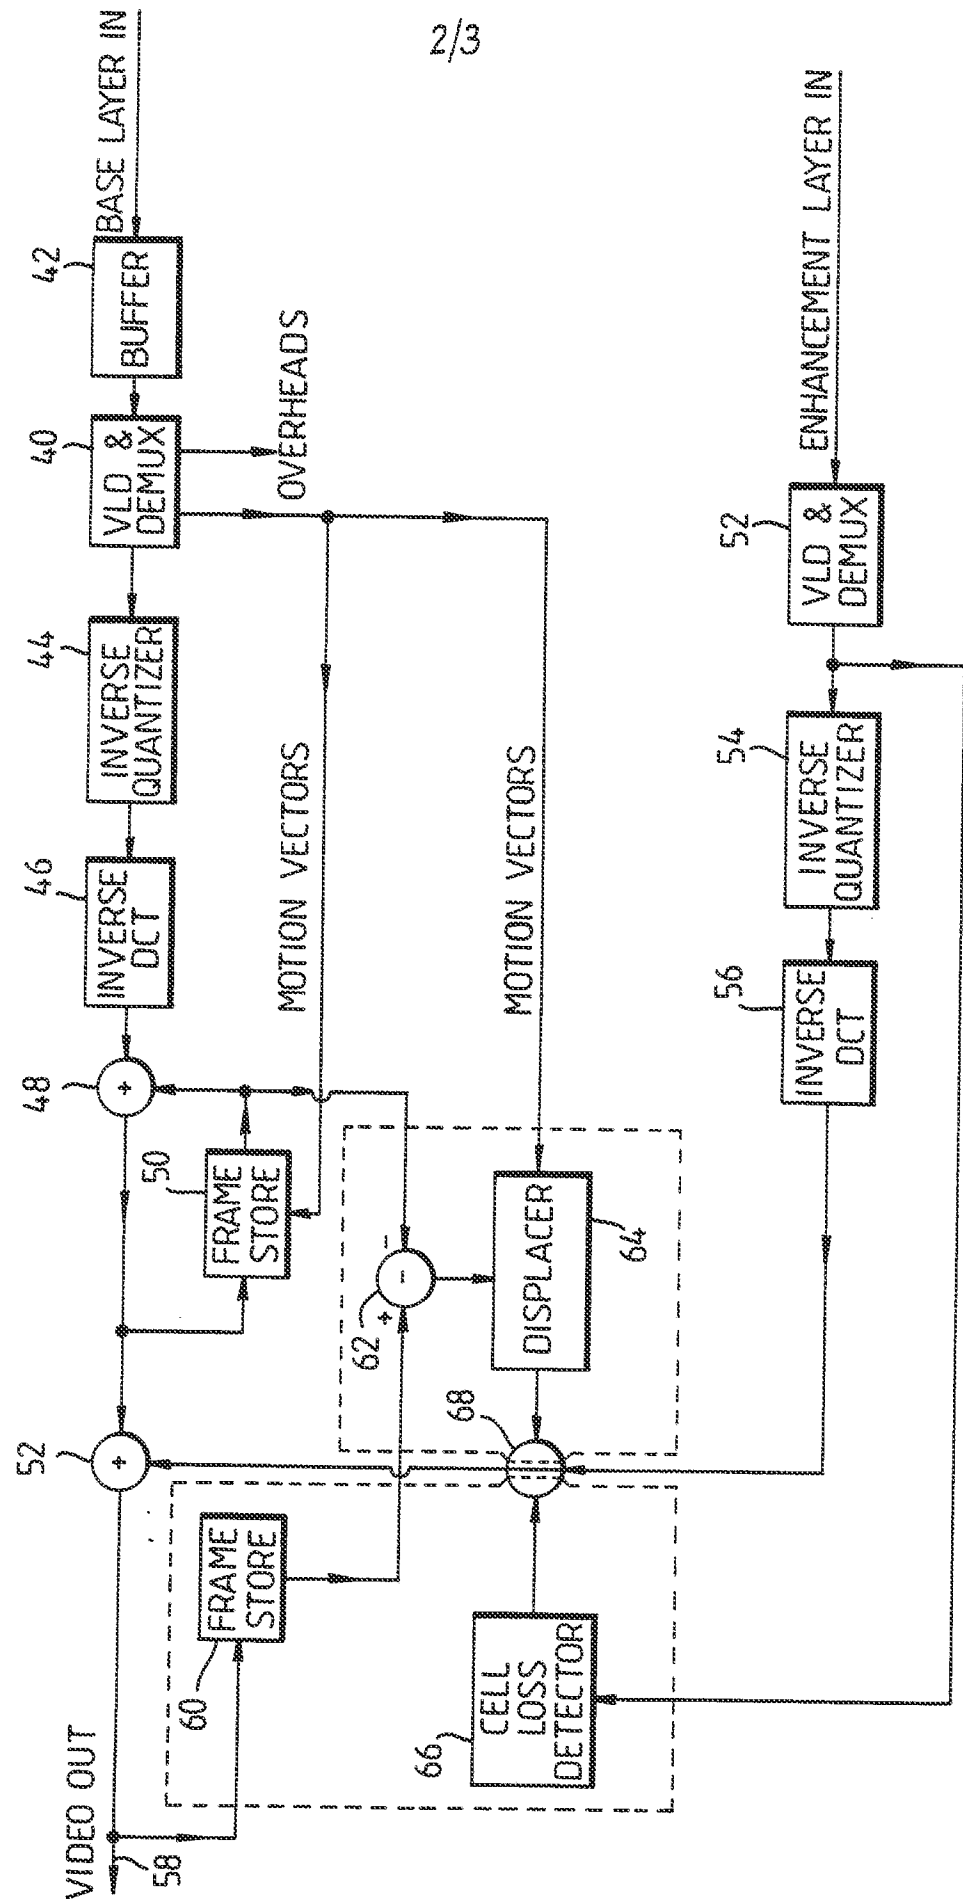 2/3
BASE LAYER IN
42
BUFFER
40
VLD &
DEMUX
OVERHEADS
44
INVERSE
QUANTIZER
46
INVERSE
DCT
48
+
50
FRAME
STORE
MOTION VECTORS
MOTION VECTORS
52
+
VIDEO OUT
58
60
FRAME
STORE
62
+
-
-
64
DISPLACER
68
66
CELL
LOSS
DETECTOR
ENHANCEMENT LAYER IN
52
VLD &
DEMUX
54
INVERSE
QUANTIZER
56
INVERSE
DCT